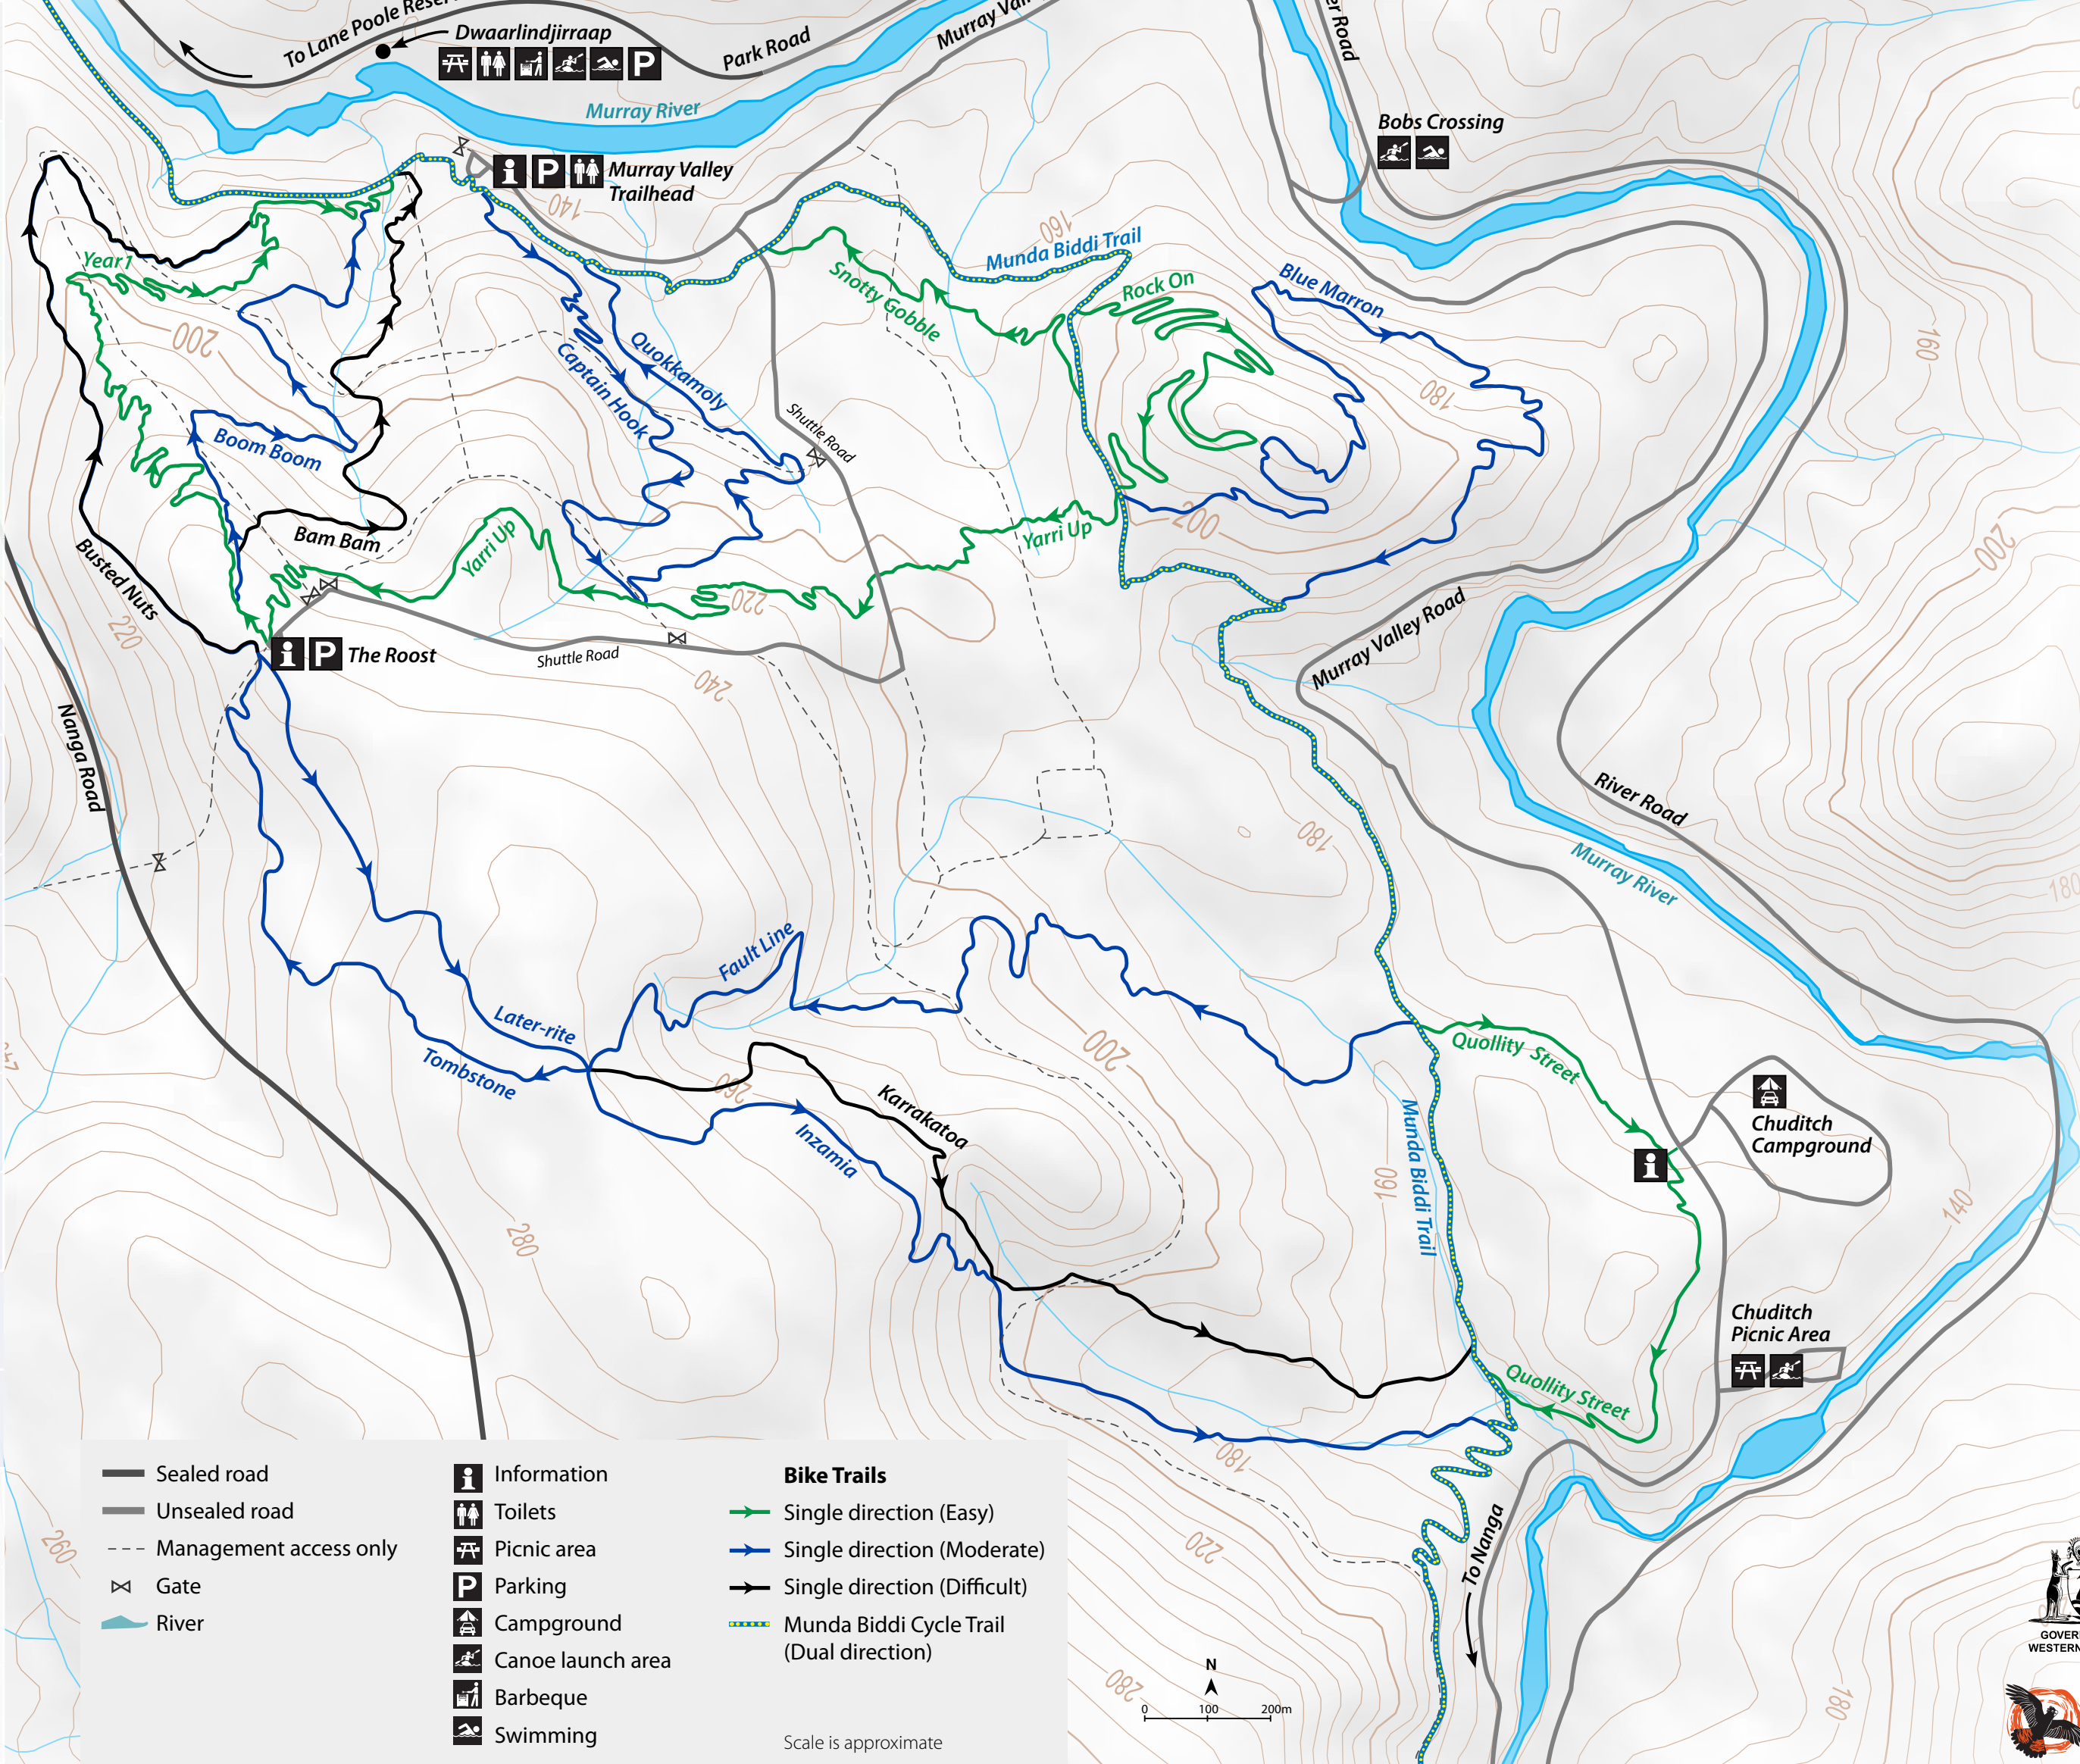 To Lane Poole Reser
Dwaarlindjirraap
P
Park Road
Murray Val
er Road
Murray River
Bobs Crossing
i P
Murray Valley
Trailhead
140
160
Munda Biddi Trail
Year1
Snotty Gobble
Rock On
Blue Marron
200
Captain Hook
Quokkamoly
180
160
Shuttle Road
Boom Boom
Bam Bam
Yarri Up
Yarri Up
200
200
Busted Nuts
220
220
i P
The Roost
Shuttle Road
240
Murray Valley Road
Nanga Road
River Road
180
Murray River
180
Fault Line
Later-rite
Tombstone
200
Quollity Street
260
Karrakatoa
Inzamia
Munda Biddi Trail
160
i
Chuditch
Campground
140
280
Chuditch
Picnic Area
Quollity Street
180
220
260
280
180
To Nanga
Sealed road
Unsealed road
Management access only
Gate
River
i Information
Toilets
Picnic area
P Parking
Campground
Canoe launch area
Barbeque
Swimming
Bike Trails
Single direction (Easy)
Single direction (Moderate)
Single direction (Difficult)
Munda Biddi Cycle Trail
(Dual direction)
Scale is approximate
N
0 100 200m
GOVER
WESTERN